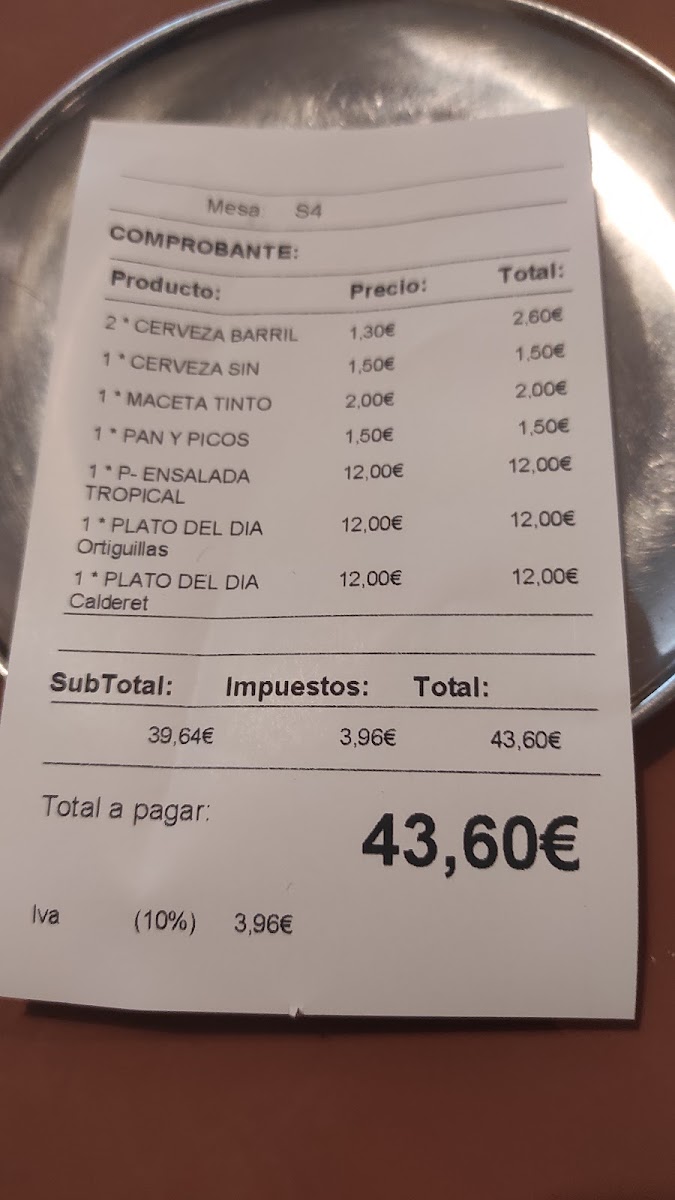 Mesa S4
COMPROBANTE:
Producto: Precio: Total:
2 * CERVEZA BARRIL 1,30€ 2,60€
1 * CERVEZA SIN 1,50€ 1,50€
1 * MACETA TINTO 2,00€ 2,00€
1 * PAN Y PICOS 1,50€ 1,50€
1 * P- ENSALADA 12,00€ 12,00€
TROPICAL
1 * PLATO DEL DIA 12,00€ 12,00€
Ortiguillas
1 * PLATO DEL DIA 12,00€ 12,00€
Calderet
SubTotal: Impuestos: Total:
39,64€ 3,96€ 43,60€
Total a pagar: 43,60€
Iva (10%) 3,96€